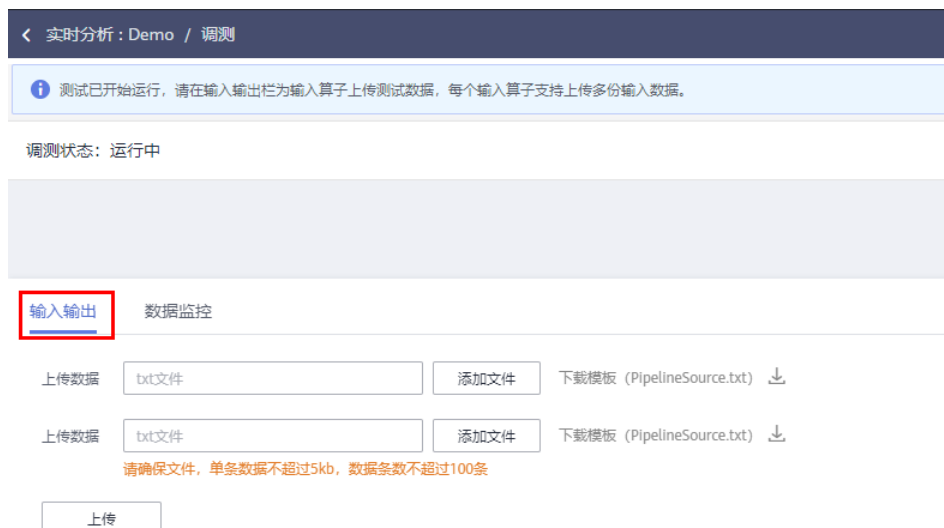 实时分析 : Demo / 调测
测试已开始运行，请在输入输出栏为输入算子上传测试数据，每个输入算子支持上传多份输入数据。
调测状态：运行中
输入输出 数据监控
上传数据 txt文件 添加文件 下载模板（PipelineSource.txt）
上传数据 txt文件 添加文件 下载模板（PipelineSource.txt）
请确保文件，单条数据不超过5kb，数据条数不超过100条
上传